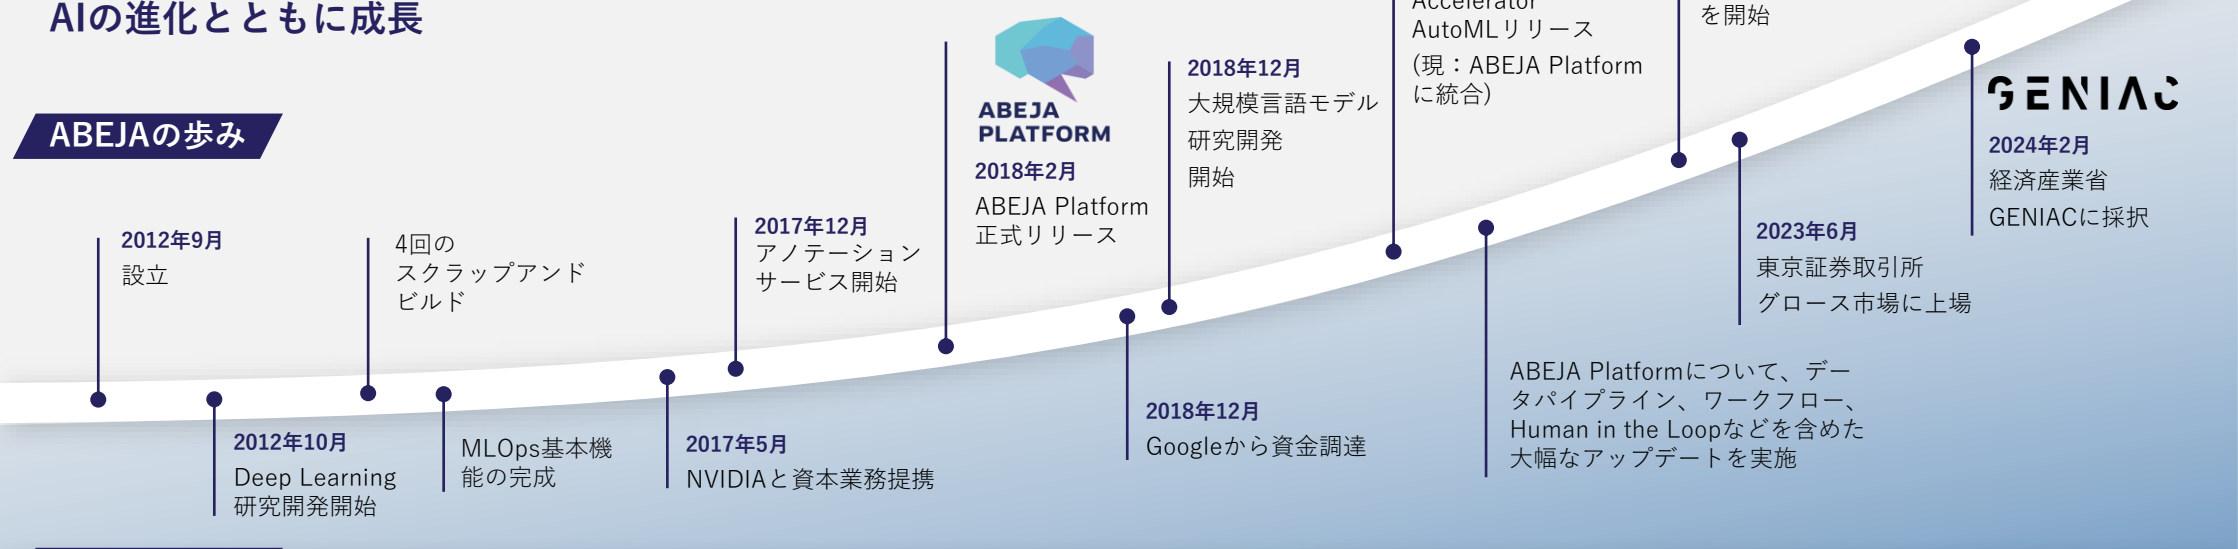 AIの進化とともに成長
ABEJAの歩み
2012年9月
設立
2012年10月
Deep Learning
研究開発開始
4回の
スクラップアンド
ビルド
MLOps基本機
能の完成
2017年5月
NVIDIAと資本業務提携
2017年12月
アノテーション
サービス開始
ABEJA
PLATFORM
2018年2月
ABEJA Platform
正式リリース
2018年12月
Googleから資金調達
2018年12月
大規模言語モデル
研究開発
開始
Accelerator
AutoMLリリース
(現：ABEJA Platform
に統合)
ABEJA Platformについて、デー
タパイプライン、ワークフロー、
Human in the Loopなどを含めた
大幅なアップデートを実施
を開始
2023年6月
東京証券取引所
グロース市場に上場
GENIAC
2024年2月
経済産業省
GENIACに採択